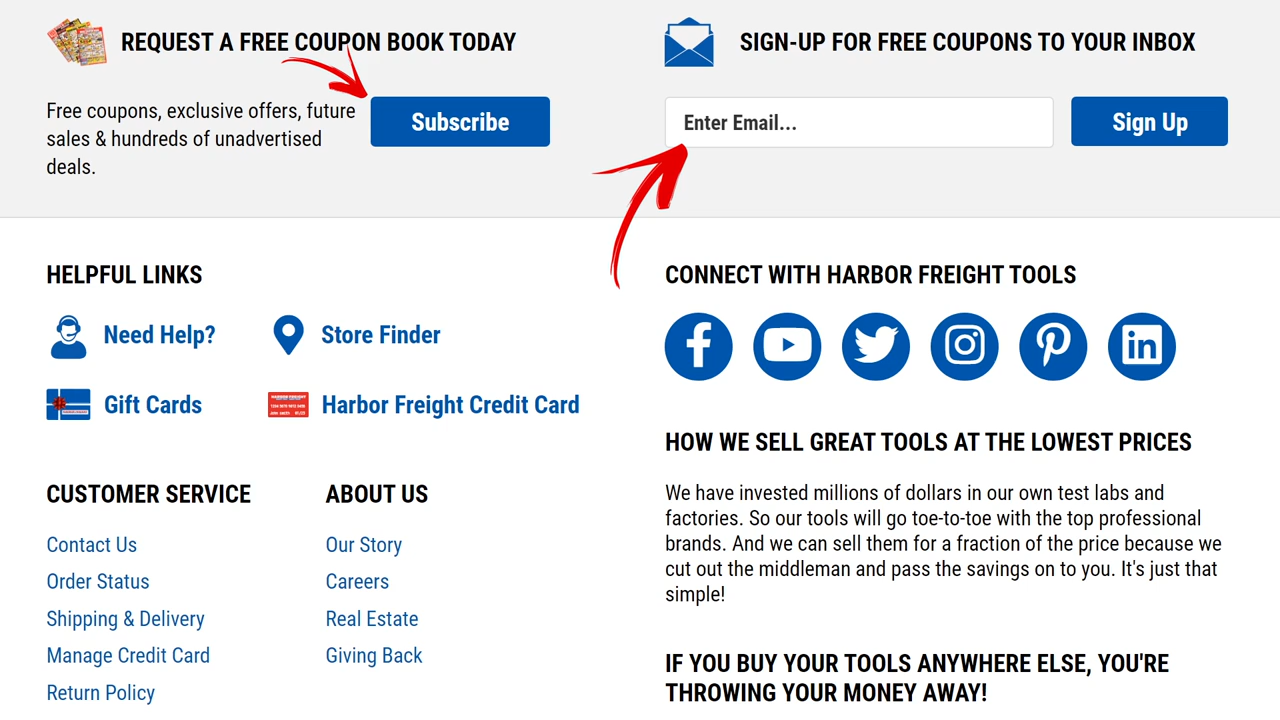 REQUEST A FREE COUPON BOOK TODAY
Free coupons, exclusive offers, future
sales & hundreds of unadvertised
deals.
Subscribe
SIGN-UP FOR FREE COUPONS TO YOUR INBOX
Enter Email...
Sign Up
HELPFUL LINKS
Need Help?
Store Finder
Gift Cards
Harbor Freight Credit Card
CUSTOMER SERVICE
Contact Us
Order Status
Shipping & Delivery
Manage Credit Card
Return Policy
ABOUT US
Our Story
Careers
Real Estate
Giving Back
CONNECT WITH HARBOR FREIGHT TOOLS
HOW WE SELL GREAT TOOLS AT THE LOWEST PRICES
We have invested millions of dollars in our own test labs and
factories. So our tools will go toe-to-toe with the top professional
brands. And we can sell them for a fraction of the price because we
cut out the middleman and pass the savings on to you. It's just that
simple!
IF YOU BUY YOUR TOOLS ANYWHERE ELSE, YOU'RE
THROWING YOUR MONEY AWAY!